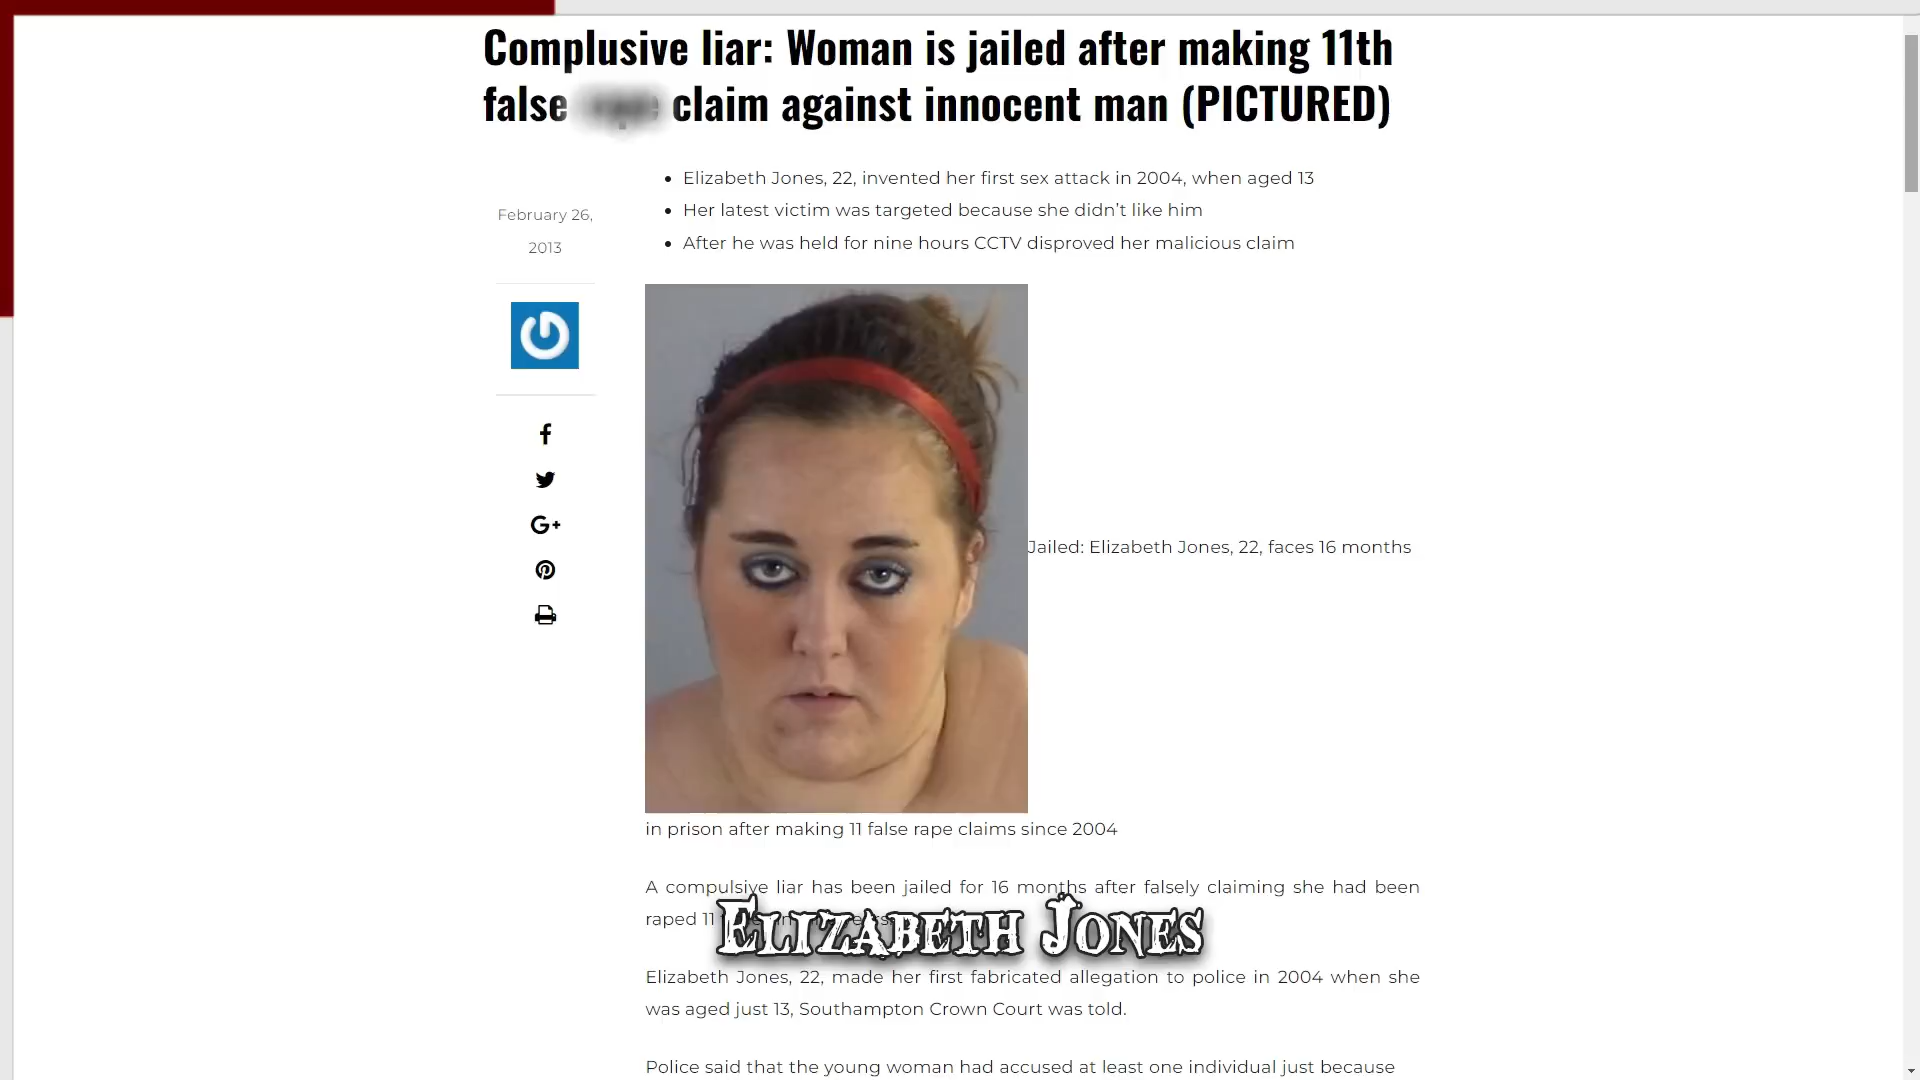 Complusive liar: Woman is jailed after making 11th
false claim against innocent man (PICTURED)
Elizabeth Jones, 22, invented her first sex attack in 2004, when aged 13
Her latest victim was targeted because she didn't like him
After he was held for nine hours CCTV disproved her malicious claim
February 26,
2013
G+
Jailed: Elizabeth Jones, 22, faces 16 months
in prison after making 11 false rape claims since 2004
A compulsive liar has been jailed for 16 months after falsely claiming she had been
raped 11
Elizabeth Jones
Elizabeth Jones, 22, made her first fabricated allegation to police in 2004 when she
was aged just 13, Southampton Crown Court was told.
Police said that the young woman had accused at least one individual just because